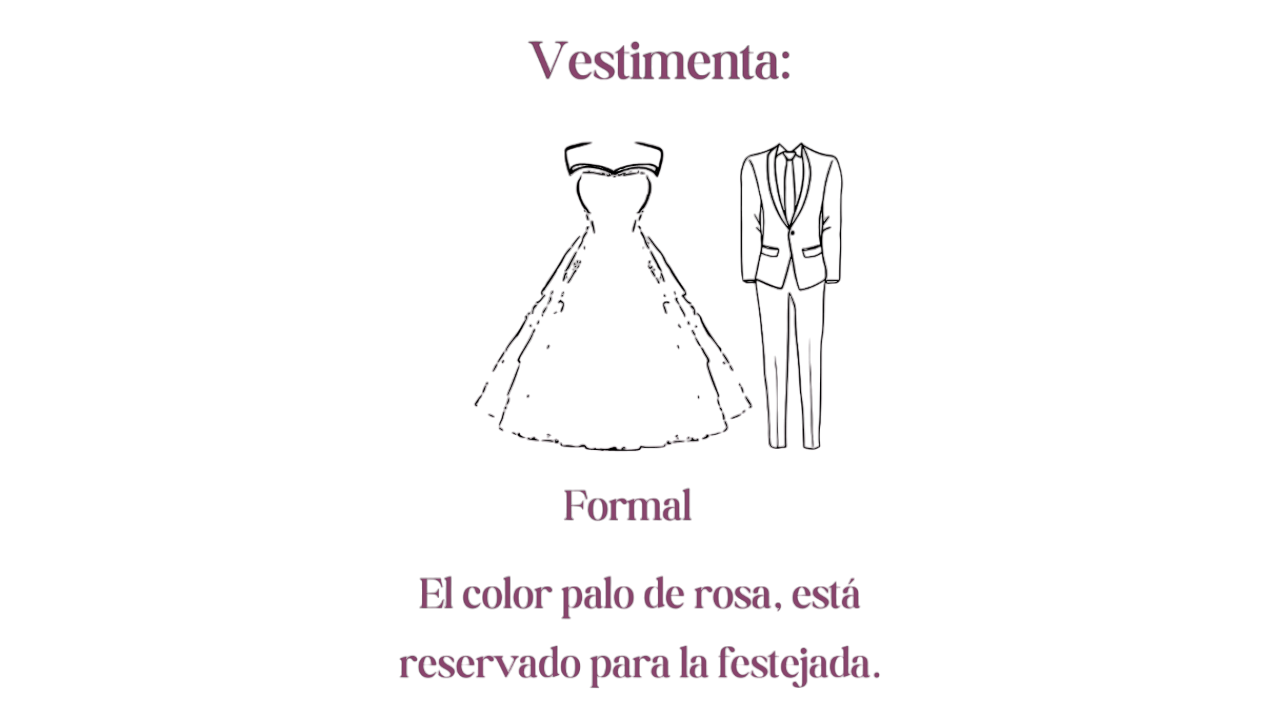 Vestimenta:
Formal
El color palo de rosa, está
reservado para la festejada.